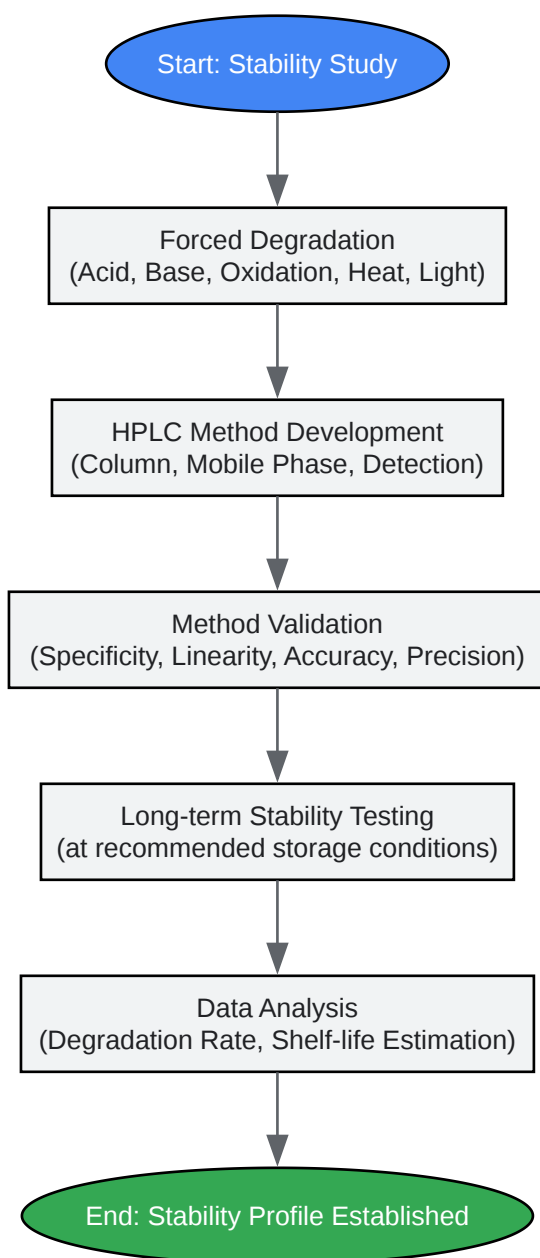 Start: Stability Study
Forced Degradation
(Acid, Base, Oxidation, Heat, Light)
HPLC Method Development
(Column, Mobile Phase, Detection)
Method Validation
(Specificity, Linearity, Accuracy, Precision)
Long-term Stability Testing
(at recommended storage conditions)
Data Analysis
(Degradation Rate, Shelf-life Estimation)
End: Stability Profile Established